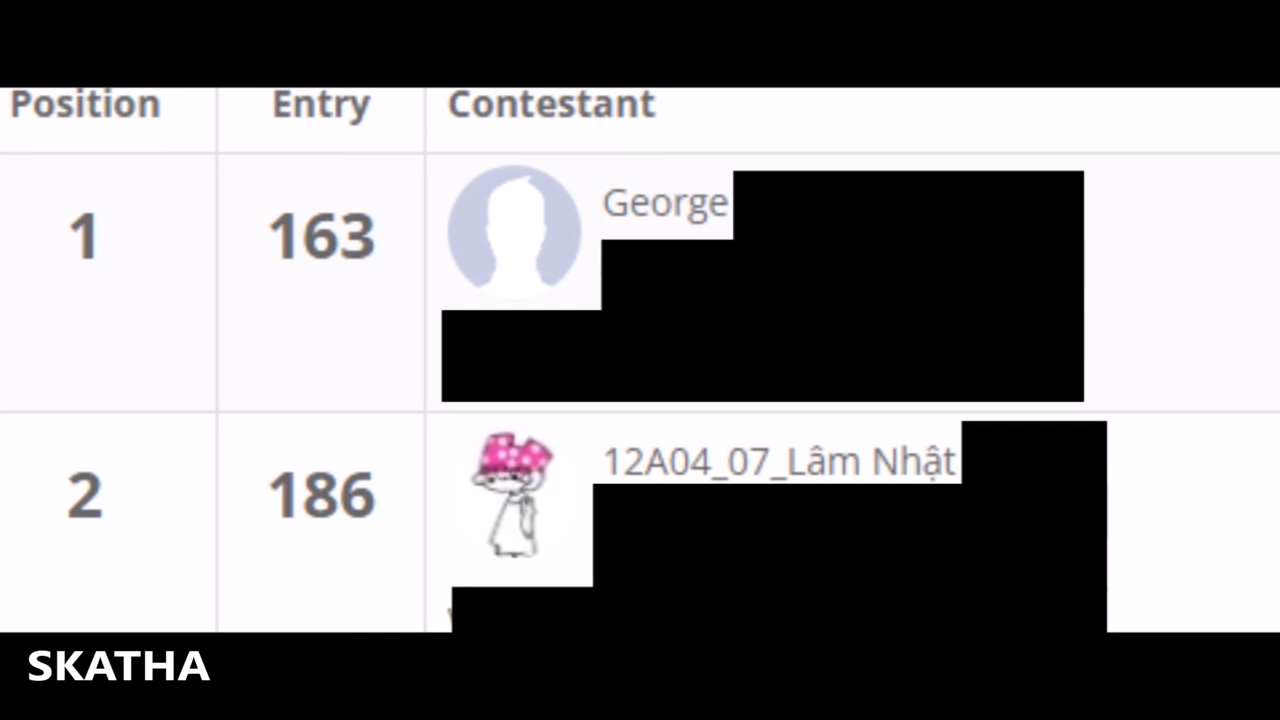 Position Entry Contestant
1 163 George
2 186 12A04_07_Lâm Nhật
SKATHA